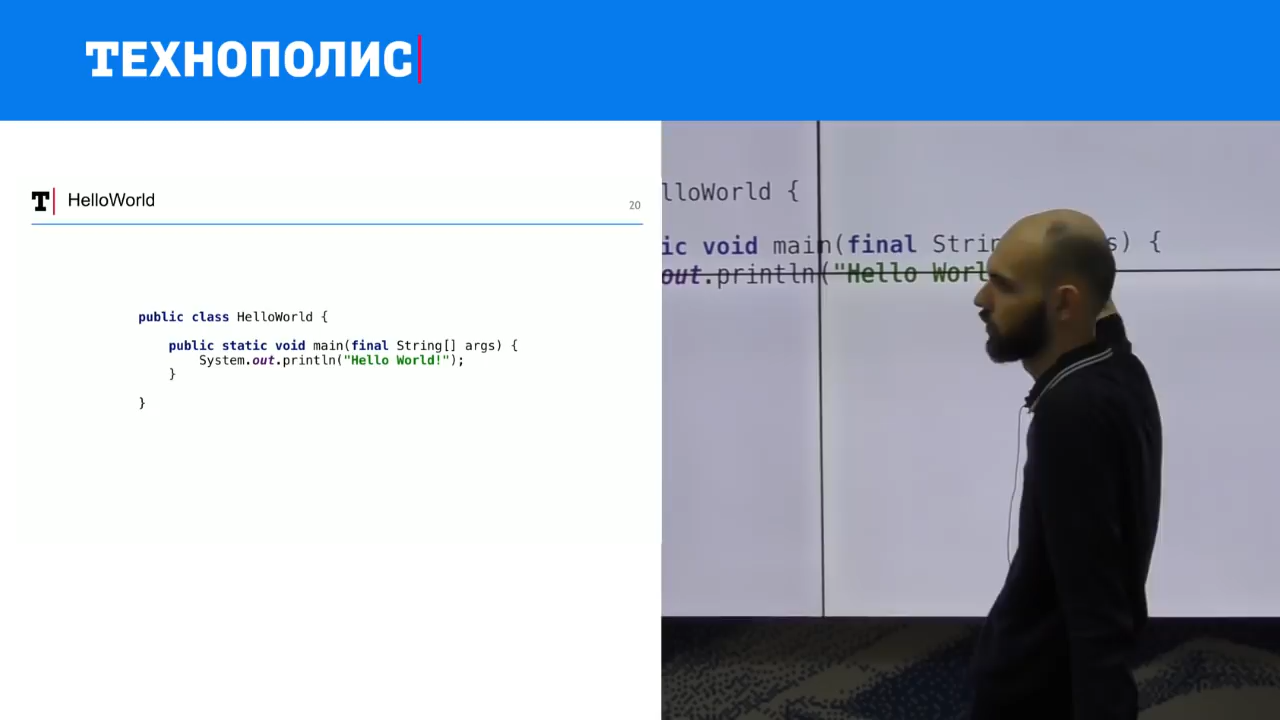 ТЕХНОПОЛИС
T HelloWorld
20
public class HelloWorld {
public static void main(final String[] args) {
System.out.println("Hello World!");
}
}
lloWorld {
ic void main(final Strin s) {
out.println("Hello Worl